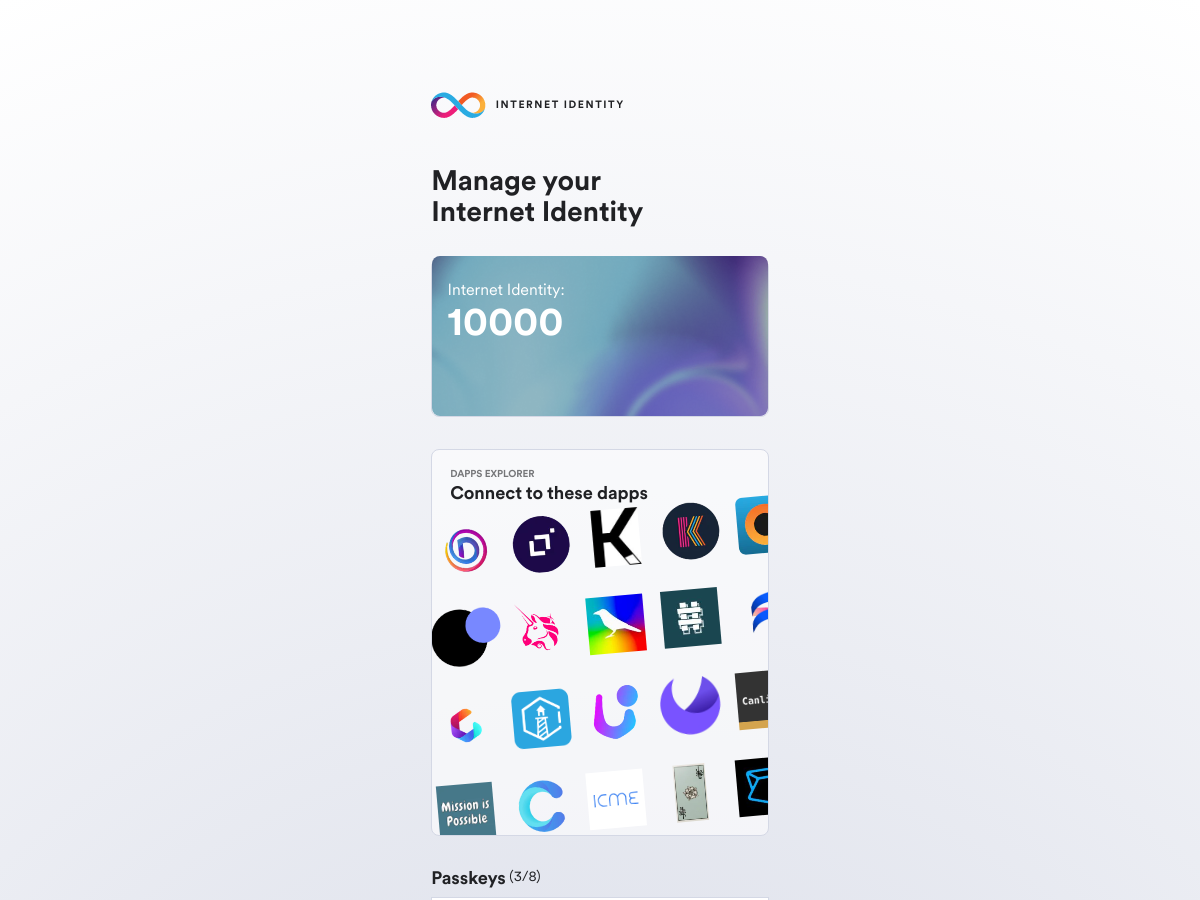 INTERNET IDENTITY
Manage your
Internet Identity
Internet Identity:
10000
DAPPS EXPLORER
Connect to these dapps
K
Mission is
Possible
ICME
Passkeys (3/8)